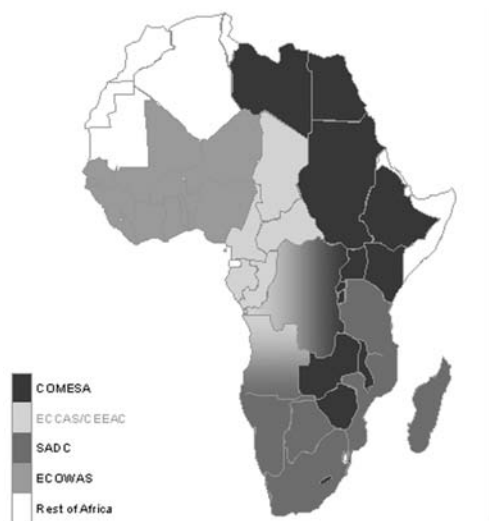 COMESA
ECCAS/CEEAC
SADC
ECOWAS
Rest of Africa